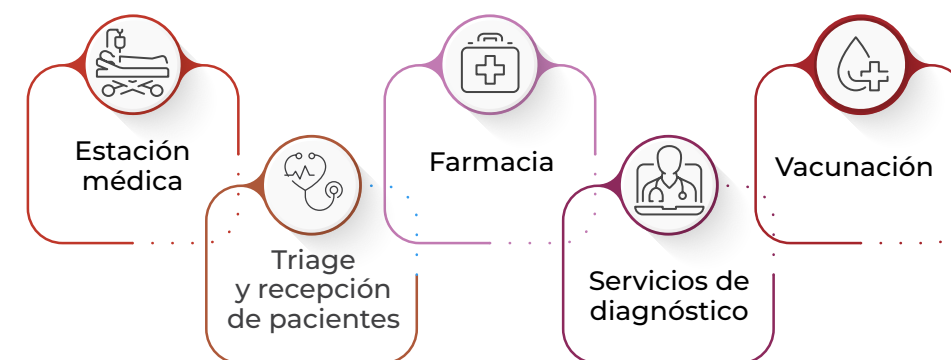 Estación
médica
Triage
y recepción
de pacientes
Farmacia
Servicios de
diagnóstico
Vacunación